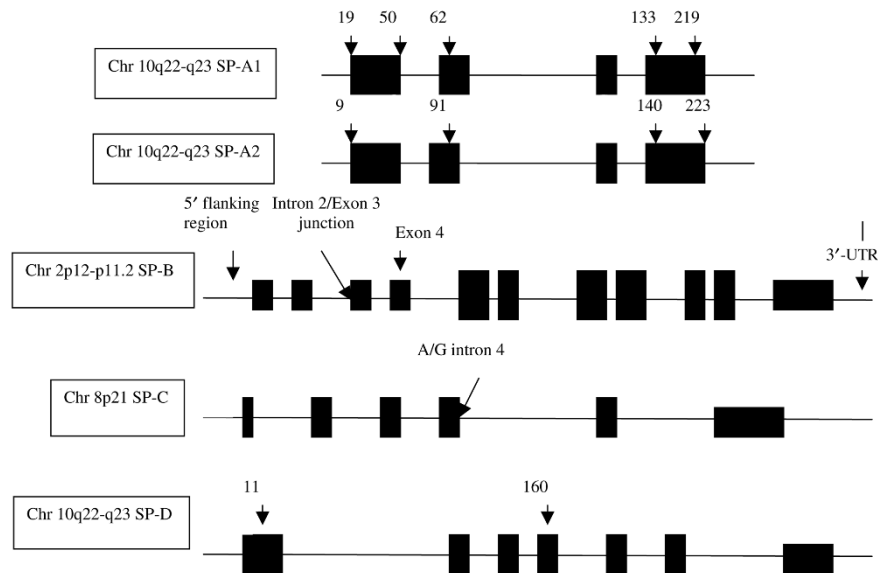 19 50 62 133 219
Chr 10q22-q23 SP-A1
9 91 140 223
Chr 10q22-q23 SP-A2
5′ flanking
region
Intron 2/Exon 3
junction
Exon 4
3′-UTR
Chr 2p12-p11.2 SP-B
A/G intron 4
Chr 8p21 SP-C
11 160
Chr 10q22-q23 SP-D